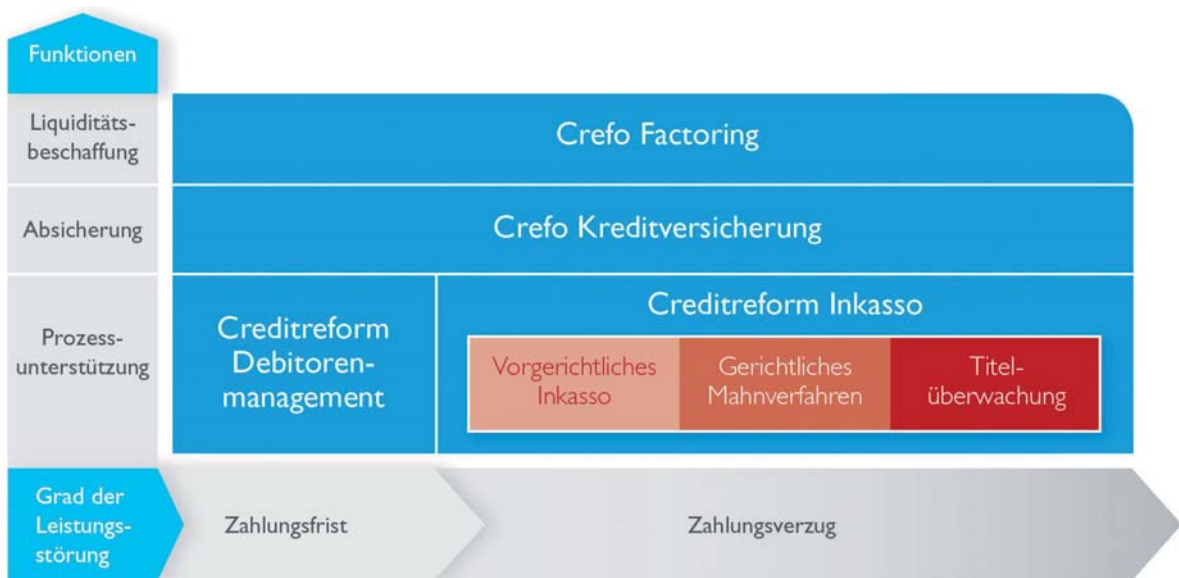 Funktionen
Liquiditäts-
beschaffung
Crefo Factoring
Absicherung
Crefo Kreditversicherung
Prozess-
unterstützung
Creditreform
Debitoren-
management
Creditreform Inkasso
Vorgerichtliches
Inkasso
Gerichtliches
Mahnverfahren
Titel-
überwachung
Grad der
Leistungs-
störung
Zahlungsfrist
Zahlungsverzug